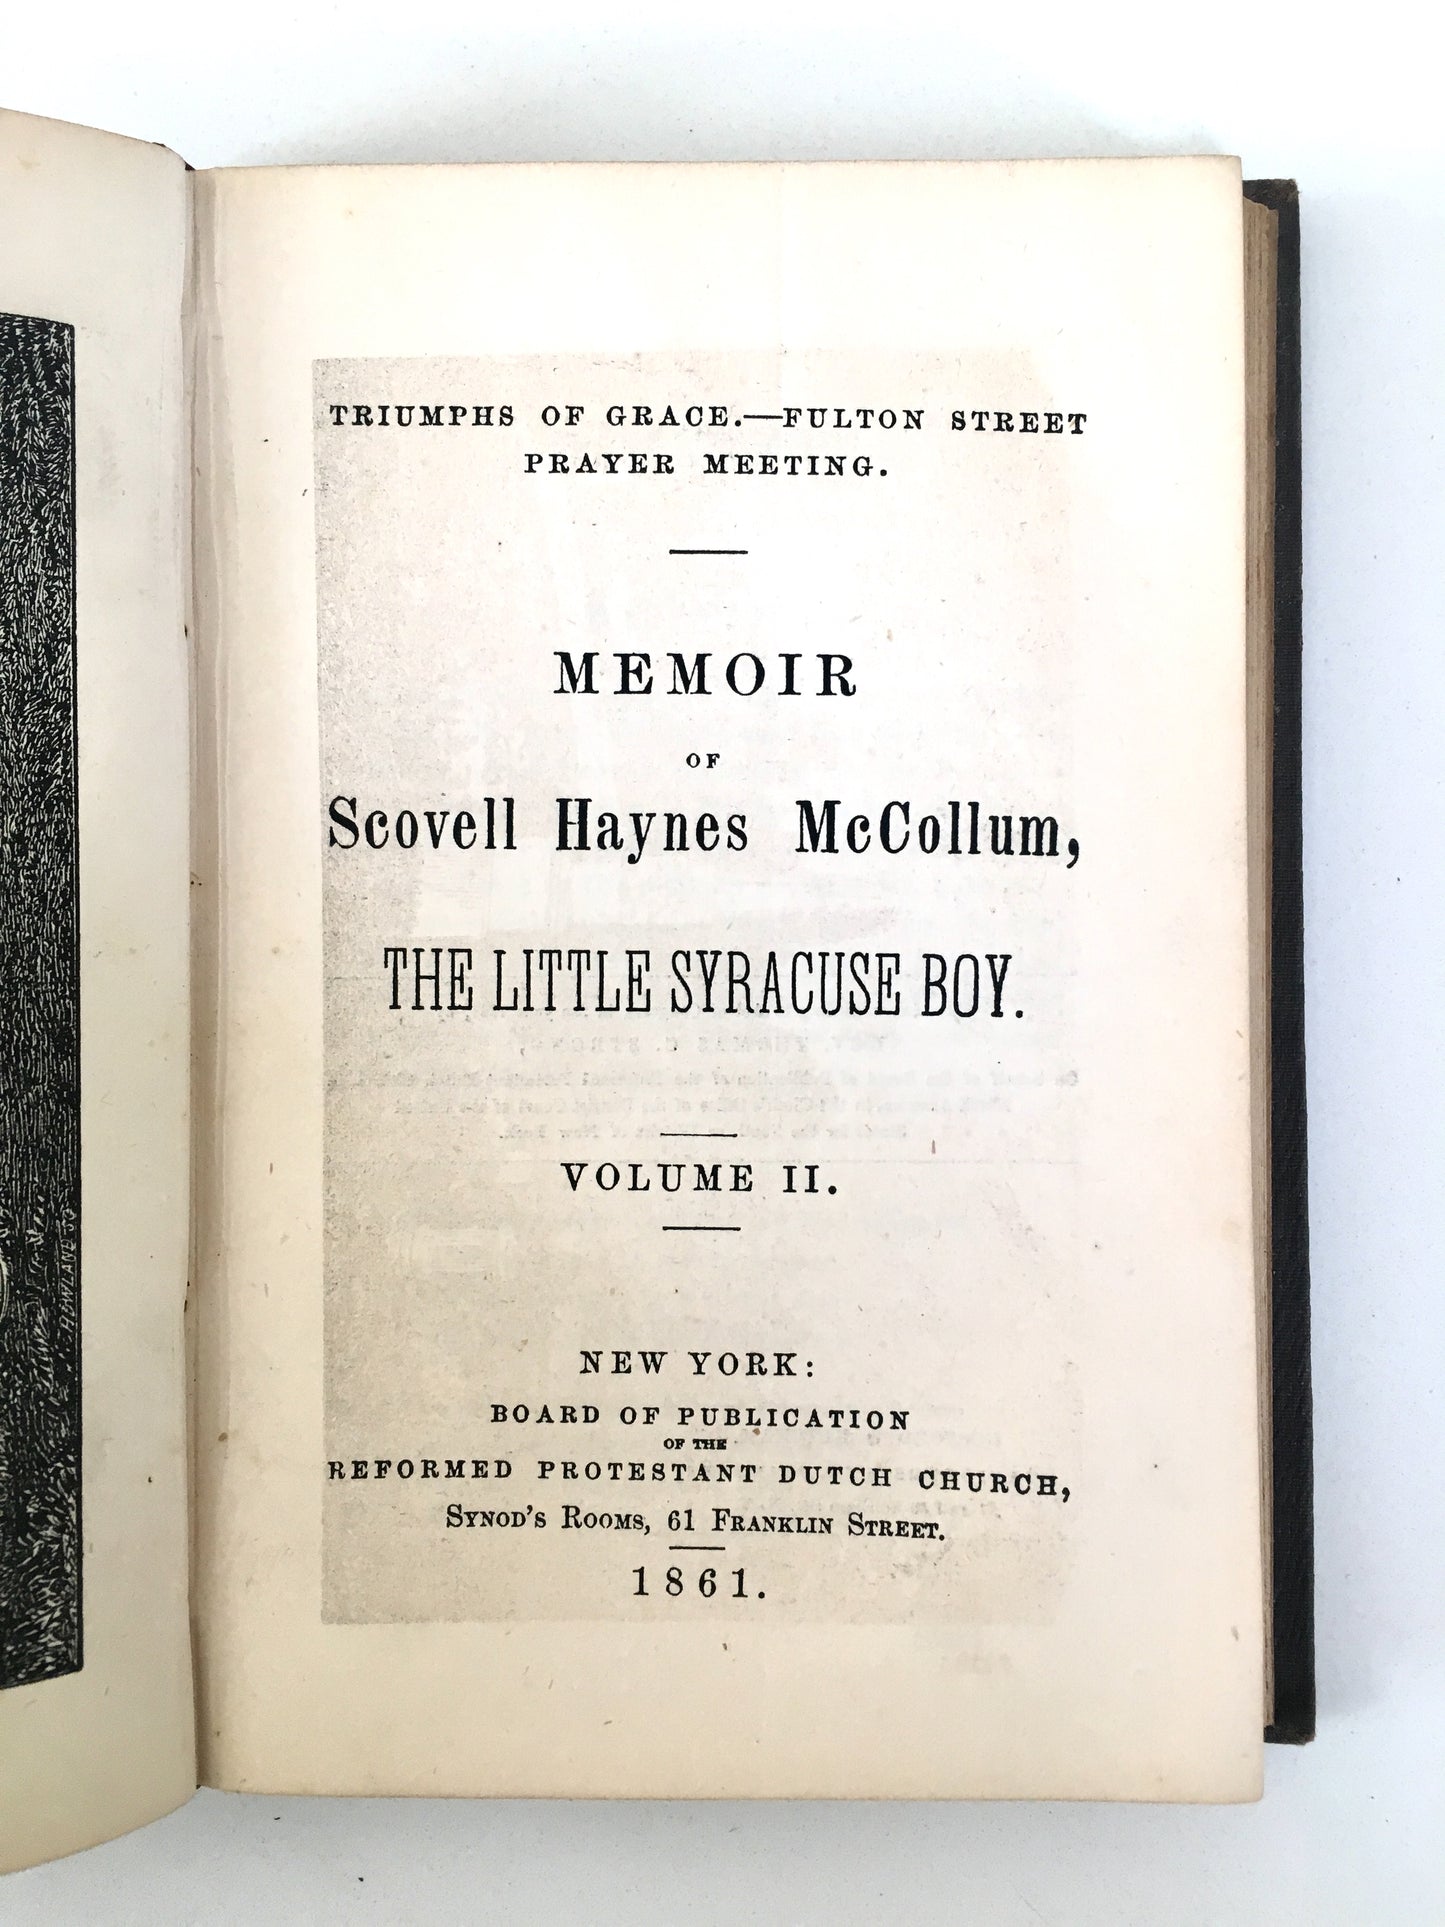 TRIUMPHS OF GRACE.—FULTON STREET
PRAYER MEETING.
MEMOIR
OF
Scovell Haynes McCollum,
THE LITTLE SYRACUSE BOY.
VOLUME II.
NEW YORK:
BOARD OF PUBLICATION
OF THE
REFORMED PROTESTANT DUTCH CHURCH,
SYNOD'S ROOMS, 61 FRANKLIN STREET.
1861.